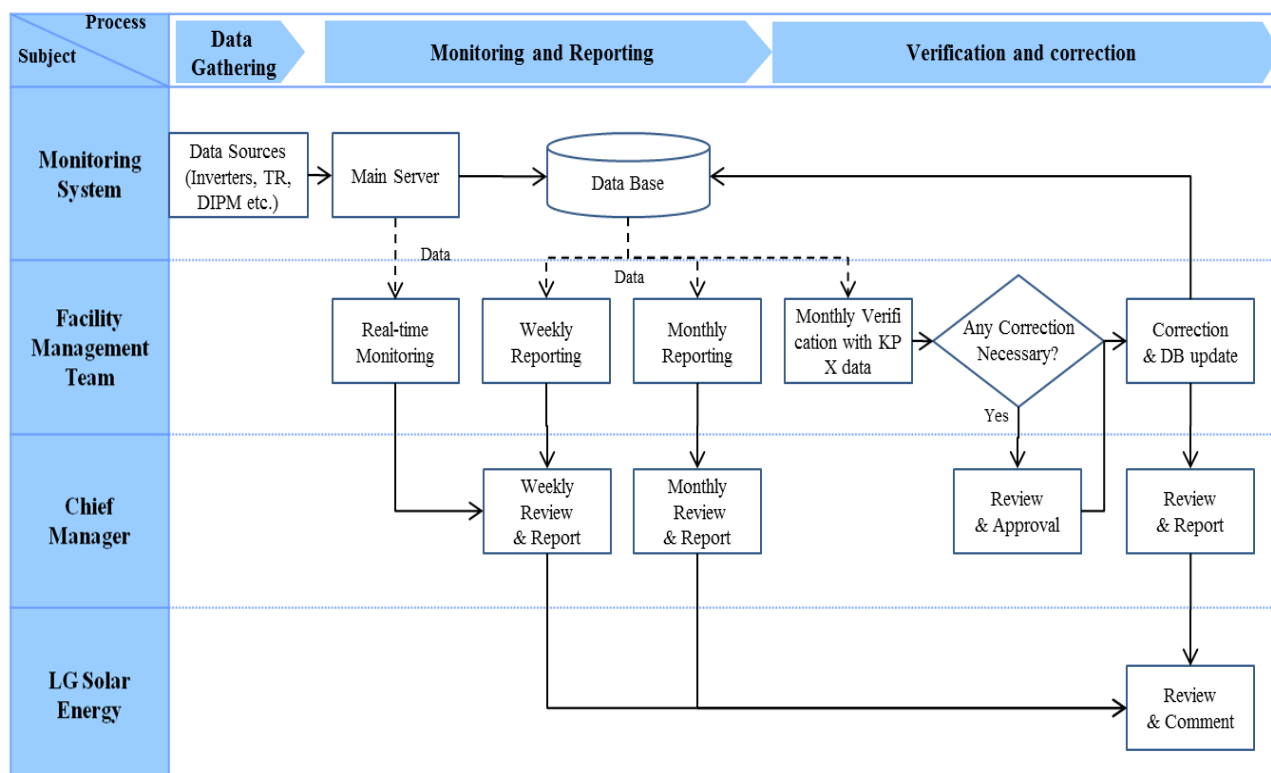 Process
Subject
Data
Gathering
Monitoring and Reporting
Verification and correction
Monitoring
System
Data Sources
(Inverters, TR,
DIPM etc.)
Main Server
Data Base
Data
Data
Facility
Management
Team
Real-time
Monitoring
Weekly
Reporting
Monthly
Reporting
Monthly Verifi
cation with KP
X data
Any Correction
Necessary?
Correction
& DB update
Yes
Chief
Manager
Weekly
Review
& Report
Monthly
Review
& Report
Review
& Approval
Review
& Report
LG Solar
Energy
Review
& Comment